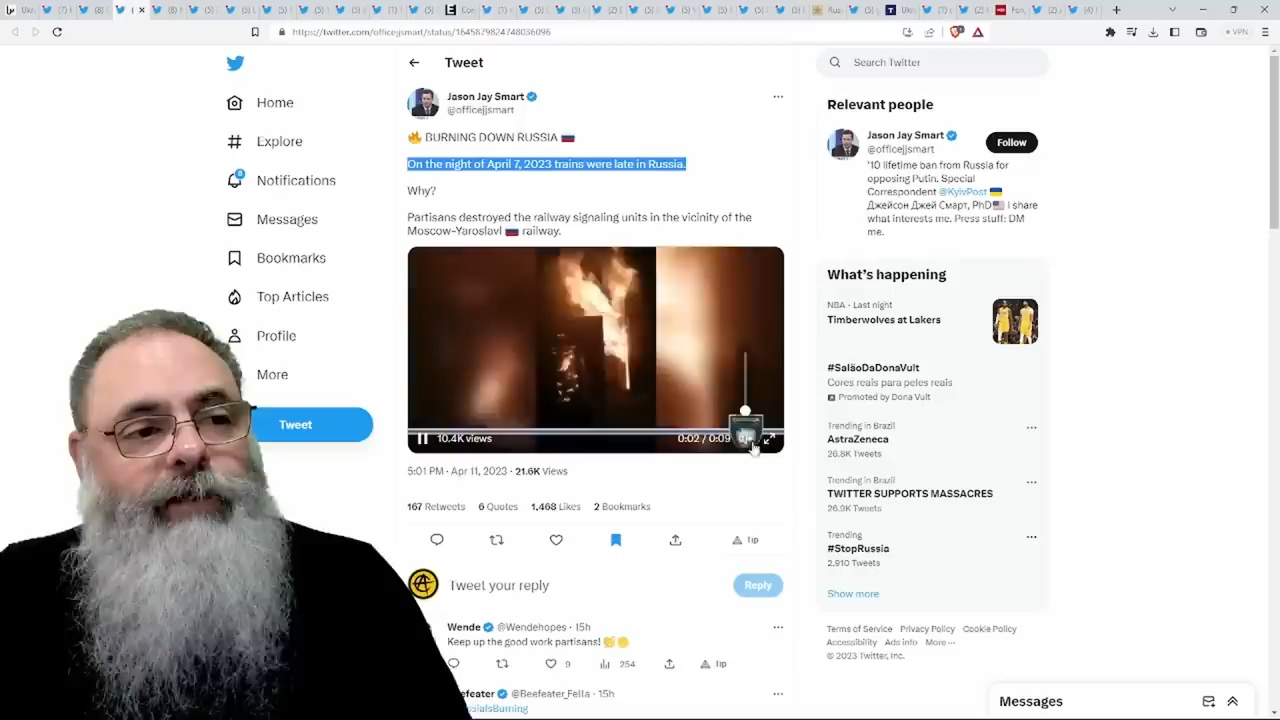 https://twitter.com/officejjsmart/status/1645879824748036096
VPN
Home
Explore
8
Notifications
Messages
Bookmarks
Top Articles
Profile
More
Tweet
Tweet
Jason Jay Smart
@officejjsmart
🔥 BURNING DOWN RUSSIA 🇷🇺
On the night of April 7, 2023 trains were late in Russia.
Why?
Partisans destroyed the railway signaling units in the vicinity of the
Moscow-Yaroslavl 🇷🇺 railway.
10.4K views
0:02 / 0:09
5:01 PM · Apr 11, 2023 · 21.6K Views
167 Retweets 6 Quotes 1,468 Likes 2 Bookmarks
Tip
Tweet your reply
Reply
Wende @Wendehopes · 15h
Keep up the good work partisans! 👏👏
9 254 Tip
efeater @Beefeater_Fella · 15h
usiaIsBurning
Search Twitter
Relevant people
Jason Jay Smart
@officejjsmart
Follow
'10 lifetime ban from Russia for
opposing Putin. Special
Correspondent @KyivPost 🇺🇦
Джейсон Джей Смарт, PhD🇺🇸 I share
what interests me. Press stuff: DM
me.
What's happening
NBA · Last night
Timberwolves at Lakers
#SalãoDaDonaVult
Cores reais para peles reais
Promoted by Dona Vult
Trending in Brazil
AstraZeneca
26.8K Tweets
Trending in Brazil
TWITTER SUPPORTS MASSACRES
26.9K Tweets
Trending
#StopRussia
2,910 Tweets
Show more
Terms of Service Privacy Policy Cookie Policy
Accessibility Ads info More ···
© 2023 Twitter, Inc.
Messages